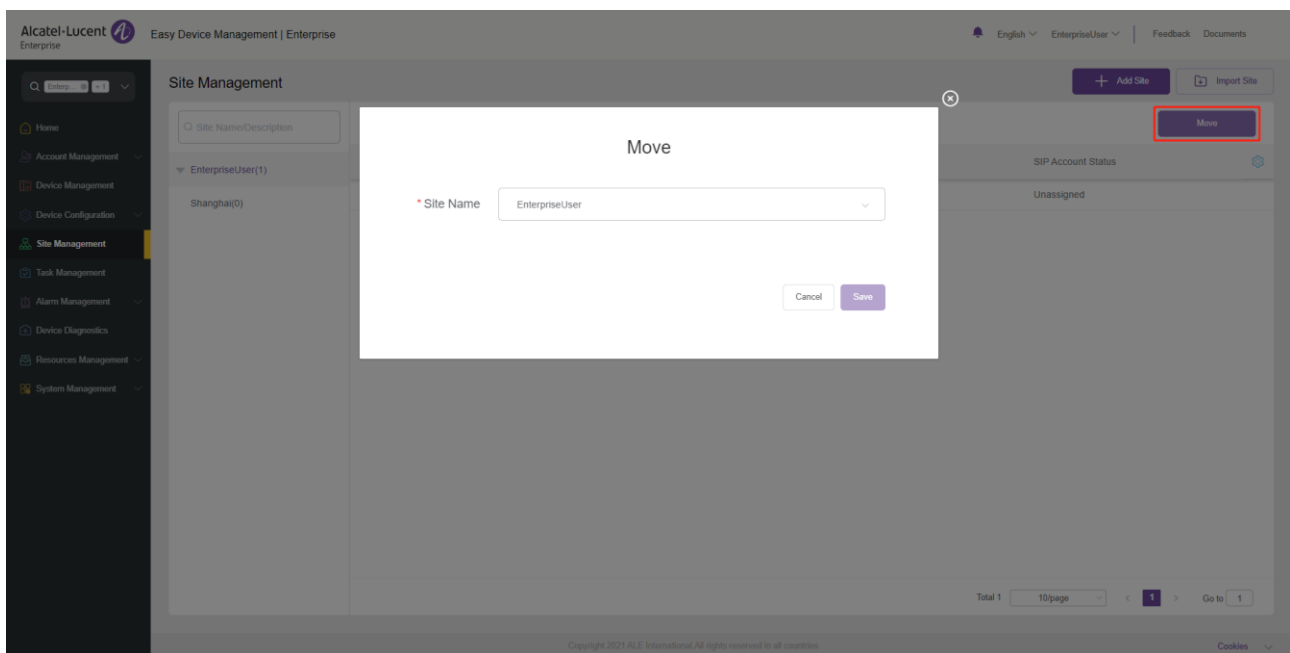 Alcatel-Lucent
Enterprise
Easy Device Management | Enterprise
English
EnterpriseUser
Feedback
Documents
Enterp...
+ 1
Site Management
Add Site
Import Site
Home
Account Management
Device Management
Device Configuration
Site Management
Task Management
Alarm Management
Device Diagnostics
Resources Management
System Management
Site Name/Description
EnterpriseUser(1)
Shanghai(0)
Move
SIP Account Status
Unassigned
Move
* Site Name
EnterpriseUser
Cancel
Save
Total 1
10/page
1
Go to
1
Copyright 2021 ALE International All rights reserved in all countries
Cookies